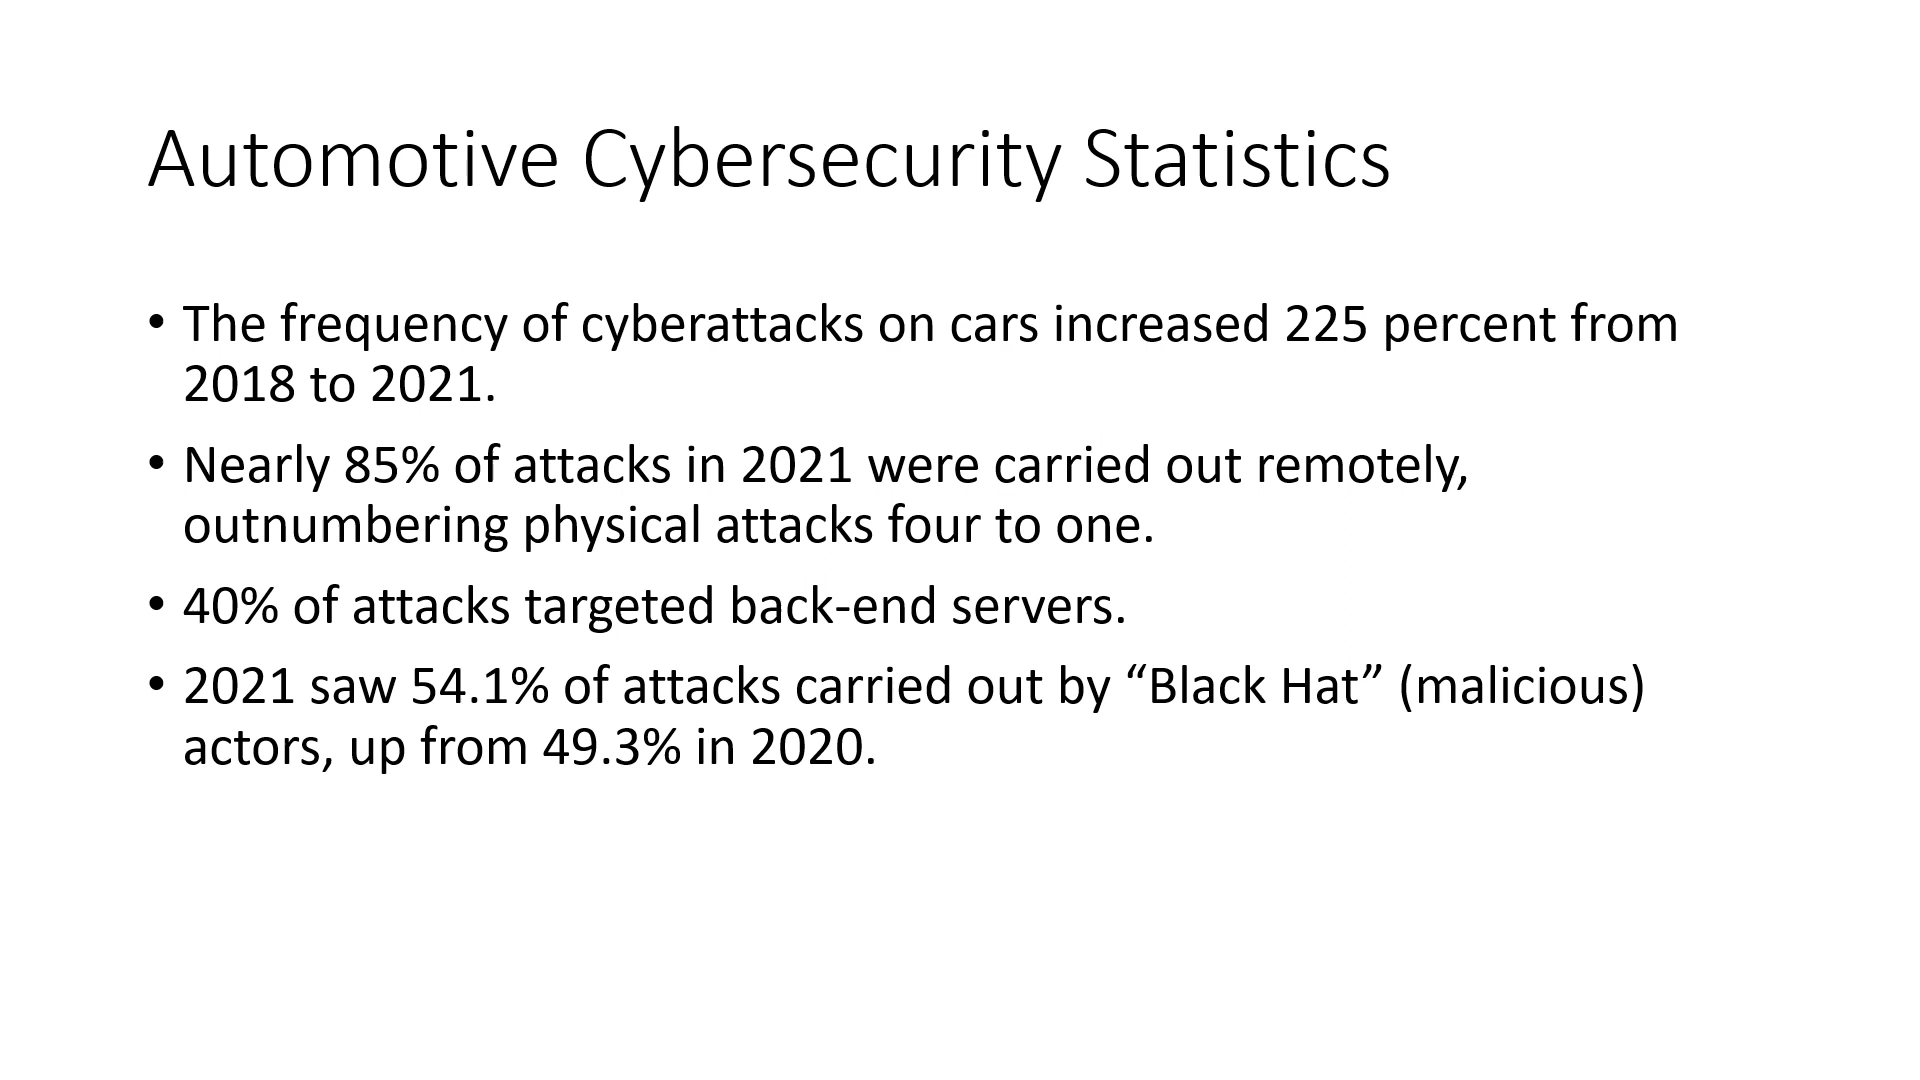 Automotive Cybersecurity Statistics
• The frequency of cyberattacks on cars increased 225 percent from
2018 to 2021.
• Nearly 85% of attacks in 2021 were carried out remotely,
outnumbering physical attacks four to one.
• 40% of attacks targeted back-end servers.
• 2021 saw 54.1% of attacks carried out by “Black Hat” (malicious)
actors, up from 49.3% in 2020.